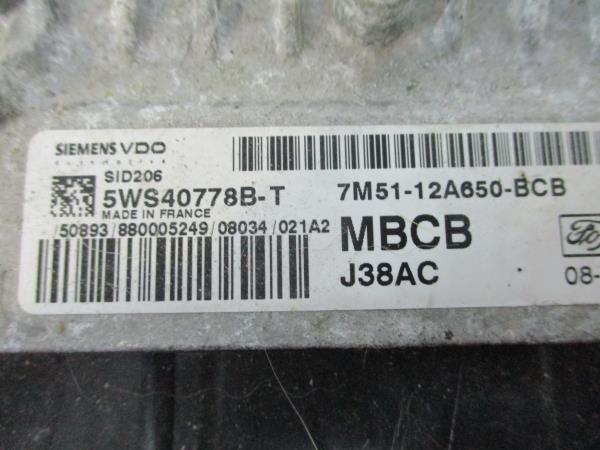 SIEMENS VDO
SID206
5WS40778B-T
MADE IN FRANCE
/50893/880005249/08034/021A2
7M51-12A650-BCB
MBCB
J38AC
08-